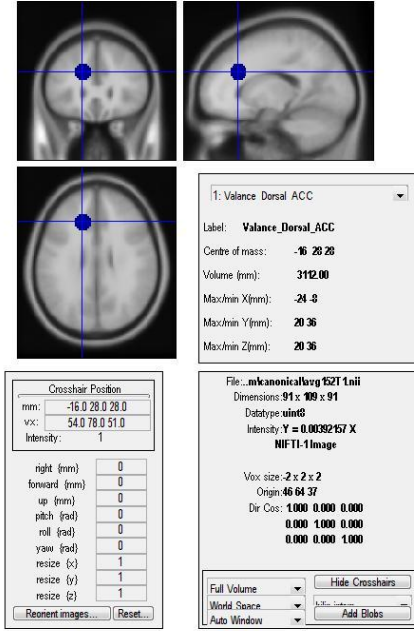 1: Valance Dorsal ACC
Label: Valance_Dorsal_ACC
Centre of mass: -16 28 28
Volume (mm): 3112.00
Max/min X(mm): -24 -8
Max/min Y(mm): 20 36
Max/min Z(mm): 20 36
Crosshair Position
mm: -16.0 28.0 28.0
vx: 54.0 78.0 51.0
Intensity: 1
right {mm} 0
forward {mm} 0
up {mm} 0
pitch {rad} 0
roll {rad} 0
yaw {rad} 0
resize {x} 1
resize {y} 1
resize {z} 1
Reorient images... Reset...
File:..m\canonical\avg152T1.nii
Dimensions:91 x 109 x 91
Datatype:uint8
Intensity:Y = 0.00392157 X
NIFTI-1 Image
Vox size:-2 x 2 x 2
Origin:46 64 37
Dir Cos: 1.000 0.000 0.000
0.000 1.000 0.000
0.000 0.000 1.000
Full Volume Hide Crosshairs
World Space
Auto Window Add Blobs